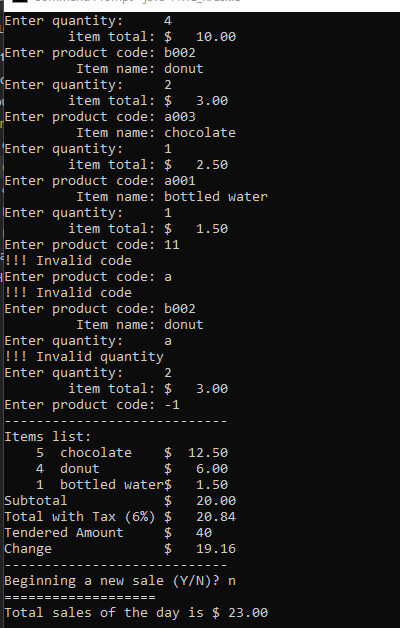 Enter quantity:     4
        item total: $   10.00
Enter product code: b002
         Item name: donut
Enter quantity:     2
        item total: $   3.00
Enter product code: a003
         Item name: chocolate
Enter quantity:     1
        item total: $   2.50
Enter product code: a001
         Item name: bottled water
Enter quantity:     1
        item total: $   1.50
Enter product code: 11
!!! Invalid code
Enter product code: a
!!! Invalid code
Enter product code: b002
         Item name: donut
Enter quantity:     a
!!! Invalid quantity
Enter quantity:     2
        item total: $   3.00
Enter product code: -1
----------------------------
Items list:
    5  chocolate    $  12.50
    4  donut        $   6.00
    1  bottled water$   1.50
Subtotal            $   20.00
Total with Tax (6%) $   20.84
Tendered Amount     $   40
Change              $   19.16
----------------------------
Beginning a new sale (Y/N)? n
===================
Total sales of the day is $ 23.00